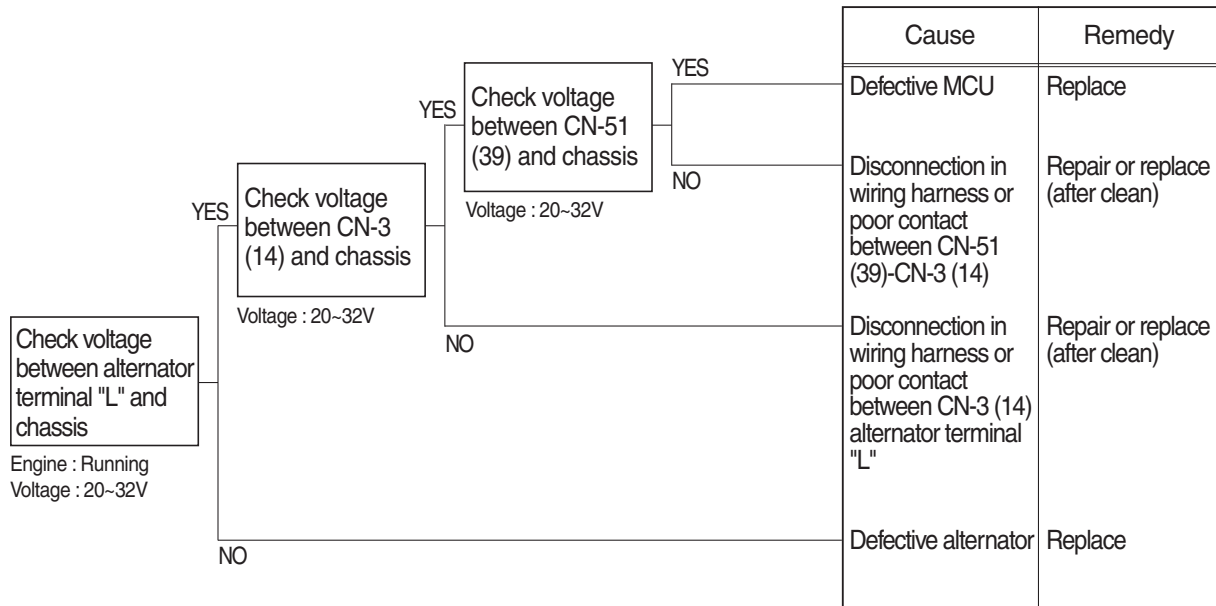 Cause
Remedy
YES
Defective MCU
Replace
YES
Check voltage
between CN-51
(39) and chassis
NO
Voltage : 20~32V
Disconnection in
wiring harness or
poor contact
between CN-51
(39)-CN-3 (14)
Repair or replace
(after clean)
YES
Check voltage
between CN-3
(14) and chassis
Voltage : 20~32V
NO
Disconnection in
wiring harness or
poor contact
between CN-3 (14)
alternator terminal
"L"
Repair or replace
(after clean)
Check voltage
between alternator
terminal "L" and
chassis
Engine : Running
Voltage : 20~32V
NO
Defective alternator
Replace